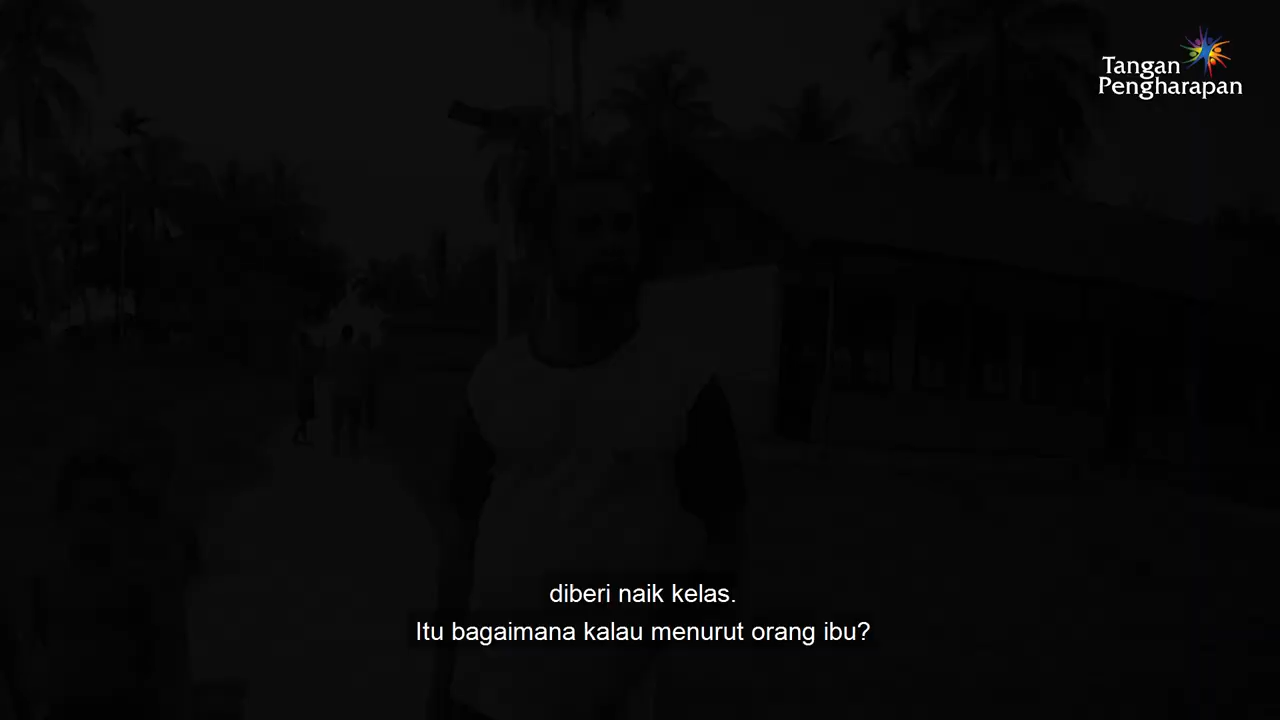 Tangan
Pengharapan
diberi naik kelas.
Itu bagaimana kalau menurut orang ibu?